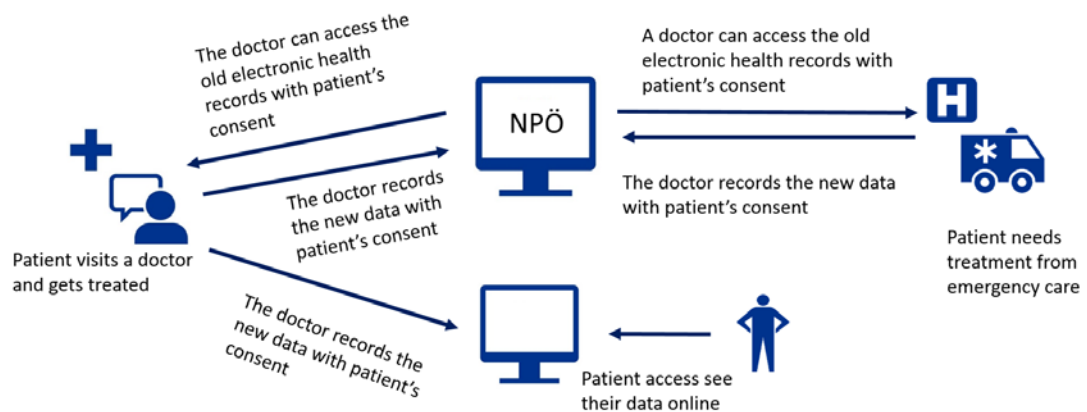 The doctor can access the
old electronic health
records with patient's
consent
NPÖ
A doctor can access the old
electronic health records with
patient's consent
H
The doctor records
the new data with
patient's consent
The doctor records the new data
with patient's consent
Patient visits a doctor
and gets treated
Patient needs
treatment from
emergency care
The doctor records the
new data with patient's
consent
Patient access see
their data online